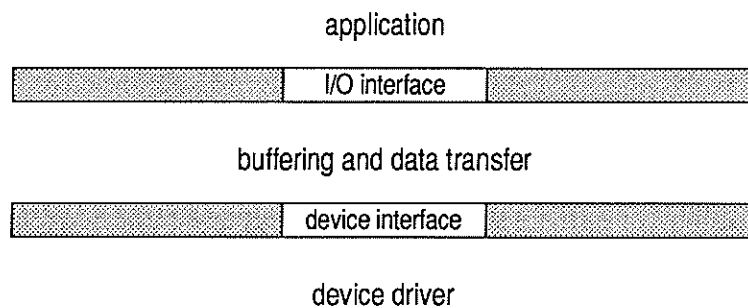 application
I/O interface
buffering and data transfer
device interface
device driver